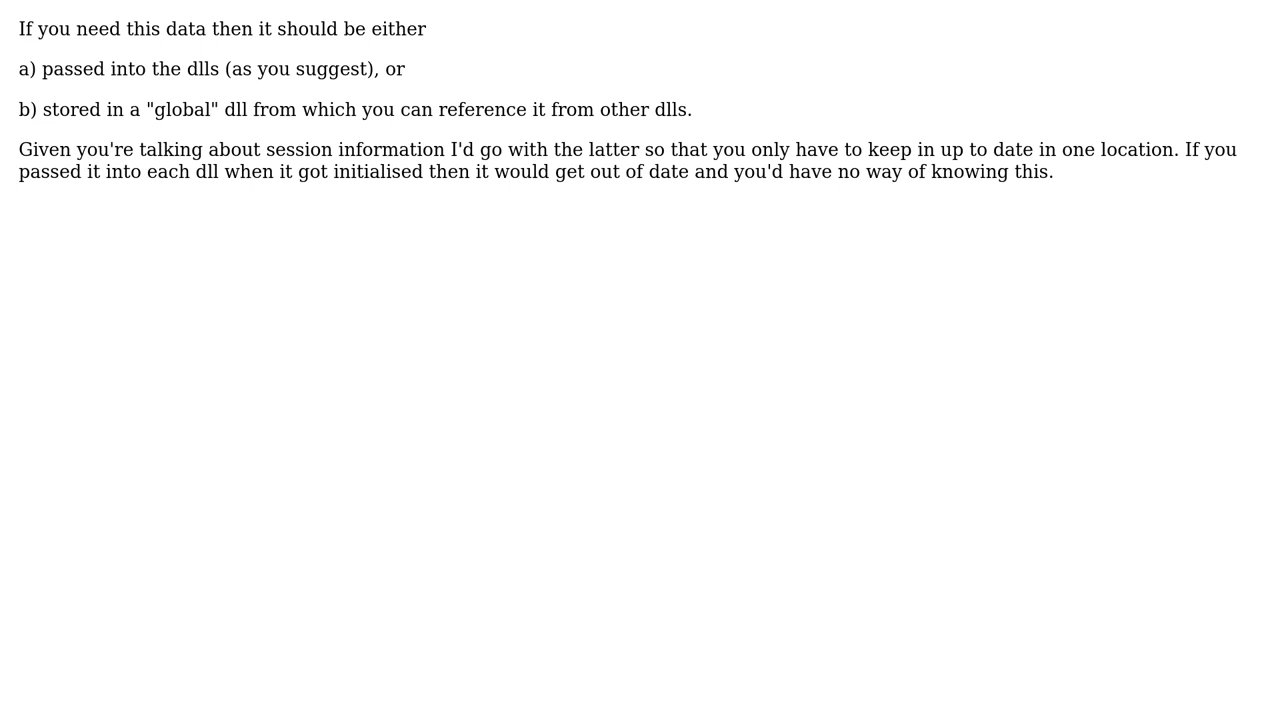 If you need this data then it should be either
a) passed into the dlls (as you suggest), or
b) stored in a "global" dll from which you can reference it from other dlls.
Given you're talking about session information I'd go with the latter so that you only have to keep in up to date in one location. If you
passed it into each dll when it got initialised then it would get out of date and you'd have no way of knowing this.